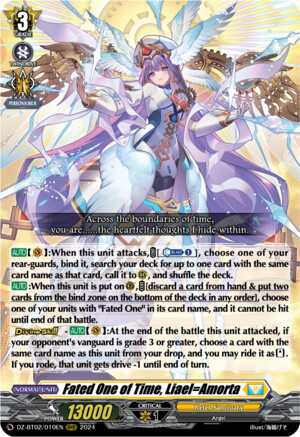 3
GRADE
TWIN DRIVE
PERSONA RIDE
Across the boundaries of time,
you are......the heartfelt thoughts I hide within.
AUTO【 】:When this unit attacks, [ 1], choose one of your
rear-guards, bind it, search your deck for up to one card with the same
card name as that card, call it to , and shuffle the deck.
AUTO:When this unit is put on , [discard a card from hand & put two
cards from the bind zone on the bottom of the deck in any order], choose
one of your units with "Fated One" in its card name, and it cannot be hit
until end of that battle.
Divine Skill - AUTO【 】:At the end of the battle this unit attacked, if
your opponent's vanguard is grade 3 or greater, choose a card with the
same card name as this unit from your drop, and you may ride it as [ ].
If you rode, that unit gets drive -1 until end of turn.
NORMAL UNIT
Fated One of Time, Liael=Amorta
POWER 13000
CRITICAL
1
Keter Sanctuary
Angel
DZ-BT02/010EN RRR 2024
illust/海鵜げそ